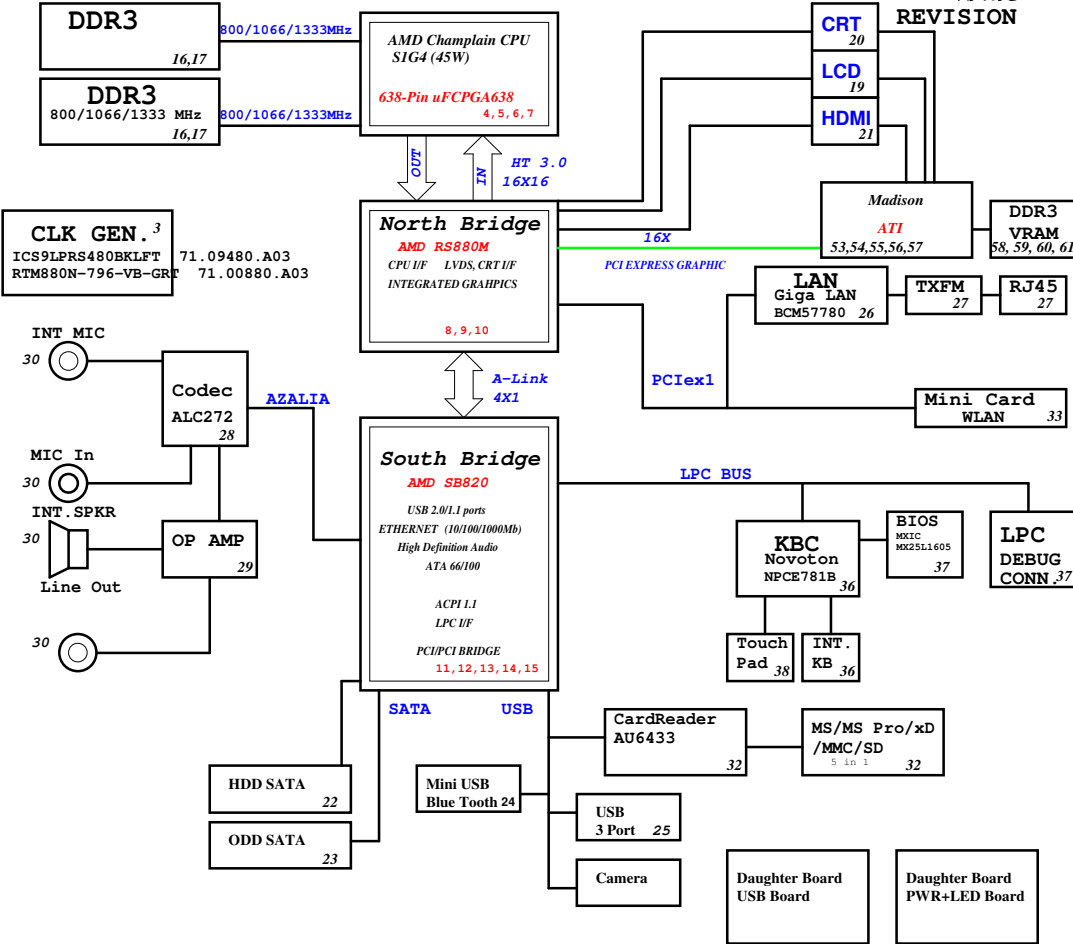 REVISION
DDR3
16,17
800/1066/1333MHz
DDR3
800/1066/1333 MHz
16,17
800/1066/1333MHz
AMD Champlain CPU
S1G4 (45W)
638-Pin uFCPGA638
4,5,6,7
OUT
IN
HT 3.0
16X16
CRT
20
LCD
19
HDMI
21
Madison
ATI
53,54,55,56,57
DDR3
VRAM
58, 59, 60, 61
CLK GEN. 3
ICS9LPRS480BKLFT 71.09480.A03
RTM880N-796-VB-GRT 71.00880.A03
North Bridge
AMD RS880M
CPU I/F LVDS, CRT I/F
INTEGRATED GRAHPICS
8,9,10
16X
PCI EXPRESS GRAPHIC
LAN
Giga LAN
BCM57780 26
TXFM
27
RJ45
27
PCIex1
Mini Card
WLAN
33
A-Link
4X1
INT MIC
30
Codec
ALC272
28
AZALIA
MIC In
30
INT.SPKR
30
Line Out
OP AMP
29
30
South Bridge
AMD SB820
USB 2.0/1.1 ports
ETHERNET (10/100/1000Mb)
High Definition Audio
ATA 66/100
ACPI 1.1
LPC I/F
PCI/PCI BRIDGE
11,12,13,14,15
LPC BUS
KBC
Novoton
NPCE781B
36
BIOS
MXIC
MX25L1605
37
LPC
DEBUG
CONN.
37
Touch
Pad 38
INT.
KB 36
SATA
USB
HDD SATA
22
ODD SATA
23
Mini USB
Blue Tooth 24
CardReader
AU6433
32
MS/MS Pro/xD
/MMC/SD
5 in 1
32
USB
3 Port 25
Camera
Daughter Board
USB Board
Daughter Board
PWR+LED Board